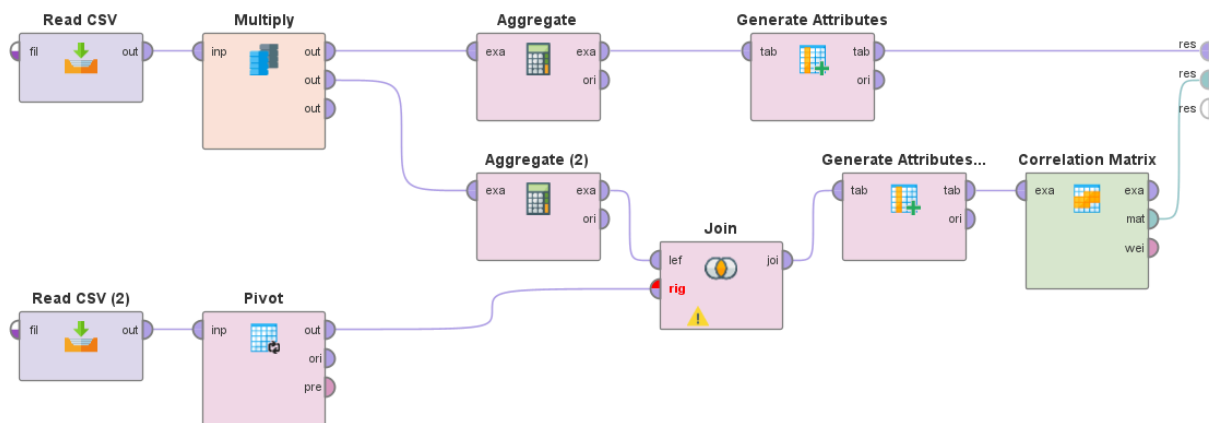 Read CSV
Multiply
Aggregate
Generate Attributes
fil out
inp out
out
out
exa exa
ori
tab tab
ori
res
res
res
Aggregate (2)
Generate Attributes...
Correlation Matrix
exa exa
ori
tab tab
ori
exa exa
mat
wei
Join
lef joi
rig
Read CSV (2)
Pivot
fil out
inp out
ori
pre